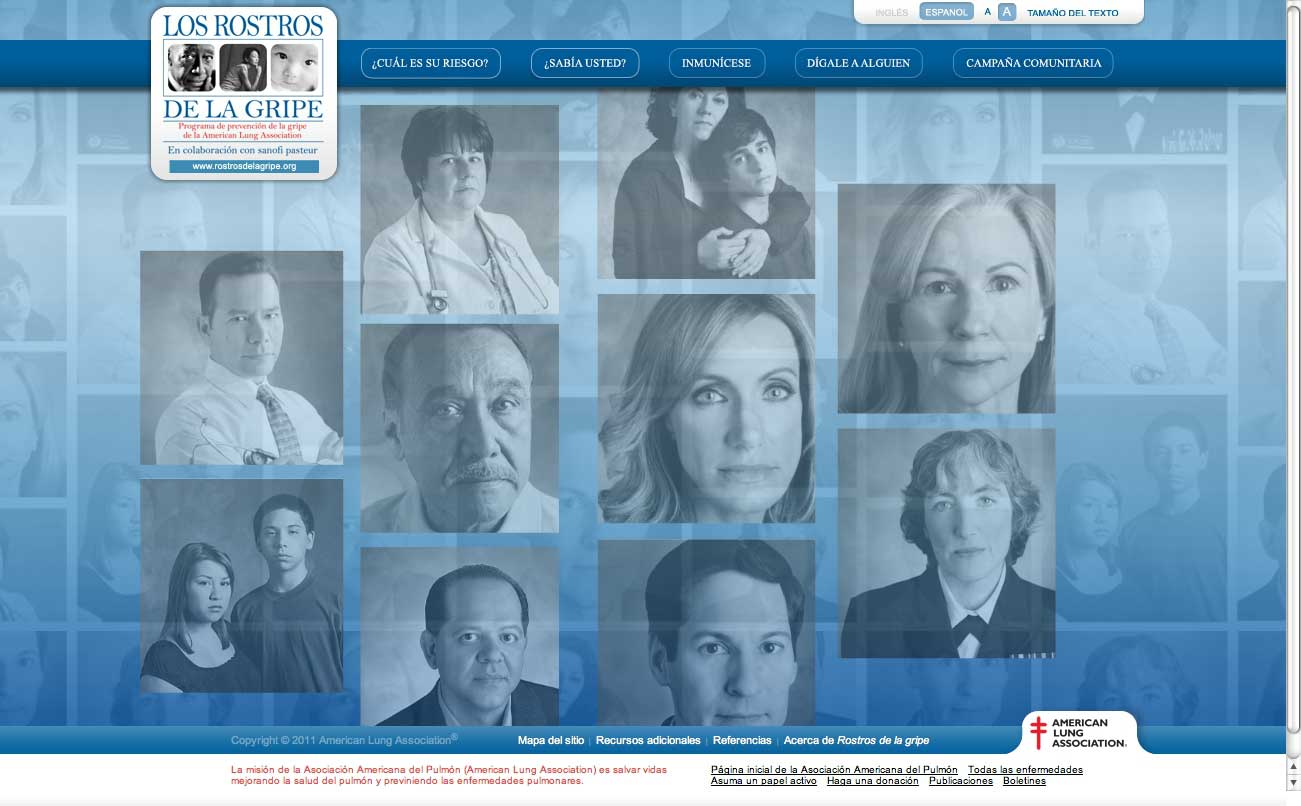 INGLÉS ESPAÑOL A A TAMAÑO DEL TEXTO
LOS ROSTROS
DE LA GRIPE
Programa de prevención de la gripe
de la American Lung Association
En colaboración con sanofi pasteur
www.rostrosdelagripe.org
¿CUÁL ES SU RIESGO? ¿SABÍA USTED? INMUNÍCESE DÍGALE A ALGUIEN CAMPAÑA COMUNITARIA
AMERICAN
LUNG
ASSOCIATION®
Copyright © 2011 American Lung Association® Mapa del sitio | Recursos adicionales | Referencias | Acerca de Rostros de la gripe
La misión de la Asociación Americana del Pulmón (American Lung Association) es salvar vidas
mejorando la salud del pulmón y previniendo las enfermedades pulmonares.
Página inicial de la Asociación Americana del Pulmón Todas las enfermedades
Asuma un papel activo Haga una donación Publicaciones Boletines